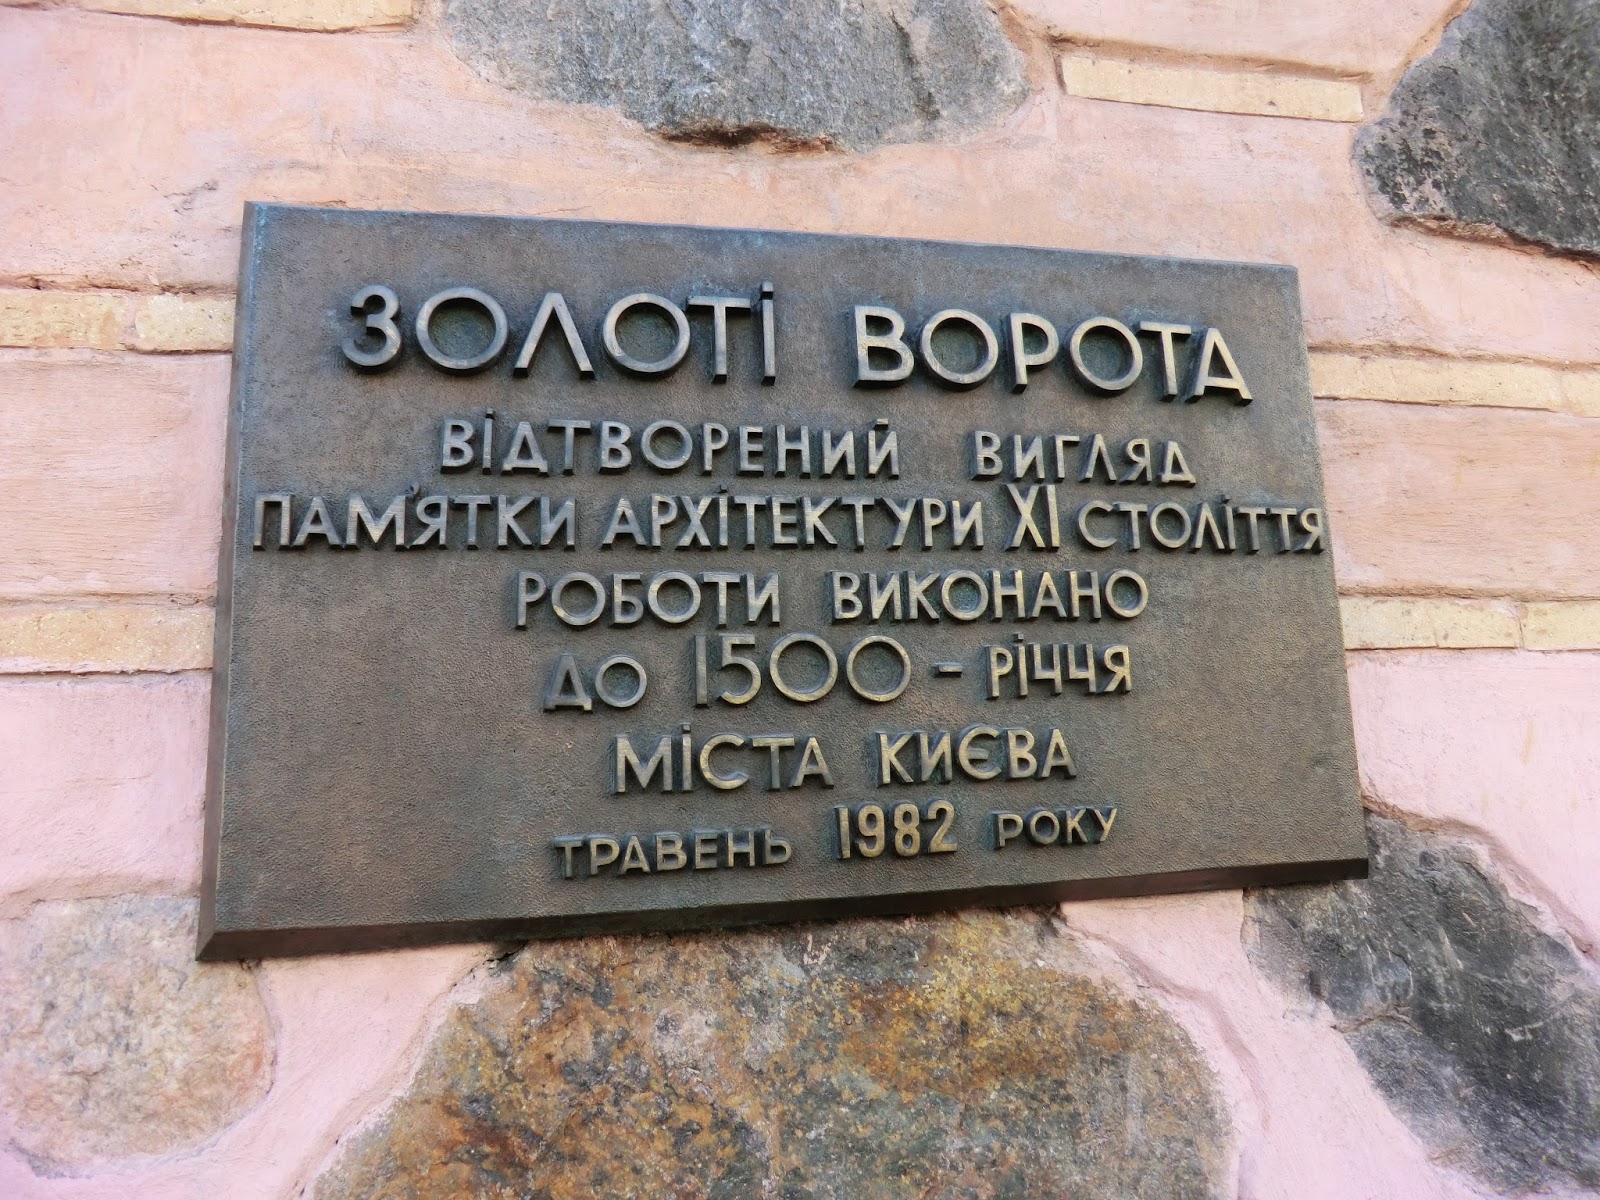 ЗОЛОТІ ВОРОТА
ВІДТВОРЕНИЙ ВИГЛЯД
ПАМ'ЯТКИ АРХІТЕКТУРИ XI СТОЛІТТЯ
РОБОТИ ВИКОНАНО
ДО 1500-РІЧЧЯ
МІСТА КИЄВА
ТРАВЕНЬ 1982 РОКУ